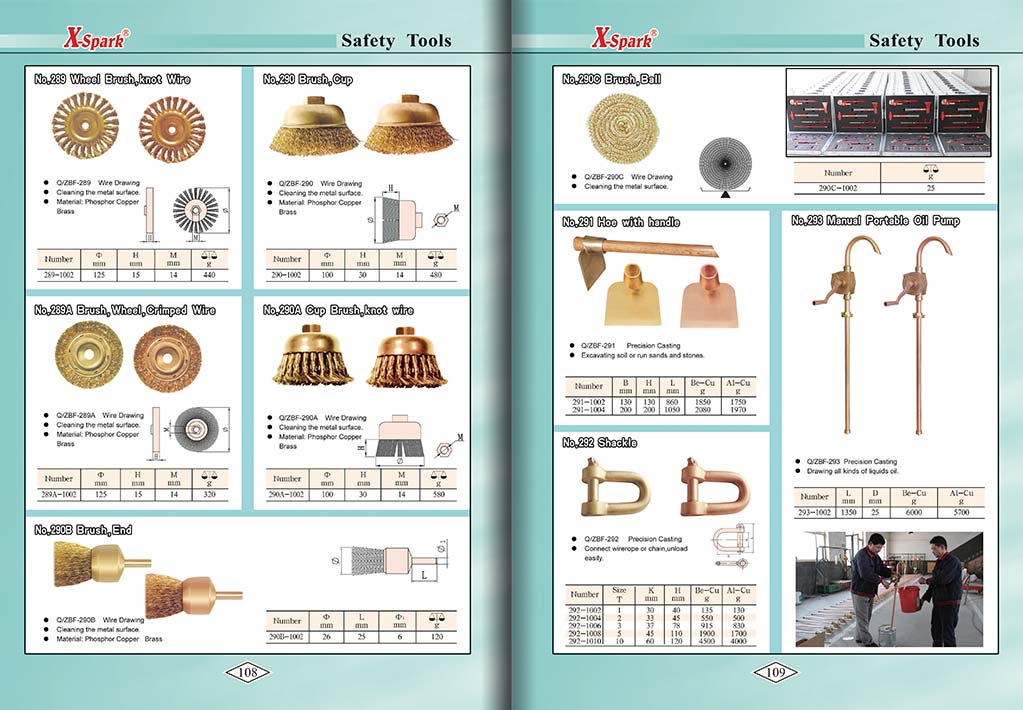 X-Spark®
Safety Tools
No,289 Wheel Brush,knot Wire
Q/ZBF-289 Wire Drawing
Cleaning the metal surface.
Material: Phosphor Copper
Brass
H
M
Φ
Number Φ mm H mm M mm g
289-1002 125 15 14 440
No,290 Brush,Cup
Q/ZBF-290 Wire Drawing
Cleaning the metal surface.
Material: Phosphor Copper
Brass
H
M
Φ
Number Φ mm H mm M mm g
290-1002 100 30 14 480
No,289A Brush,Wheel,Crimped Wire
Q/ZBF-289A Wire Drawing
Cleaning the metal surface.
Material: Phosphor Copper
Brass
H
M
Φ
Number Φ mm H mm M mm g
289A-1002 125 15 14 320
No,290A Cup Brush,knot wire
Q/ZBF-290A Wire Drawing
Cleaning the metal surface.
Material: Phosphor Copper
Brass
H
M
Φ
Number Φ mm H mm M mm g
290A-1002 100 30 14 580
No,290B Brush,End
Q/ZBF-290B Wire Drawing
Cleaning the metal surface.
Material: Phosphor Copper Brass
Φ
L
Φ1
Number Φ mm L mm Φ1 mm g
290B-1002 26 25 6 120
108
X-Spark®
Safety Tools
No,290C Brush,Ball
Q/ZBF-290C Wire Drawing
Cleaning the metal surface.
Number g
290C-1002 25
No,291 Hoe with handle
Q/ZBF-291 Precision Casting
Excavating soil or run sands and stones.
Number B mm H mm L mm Be-Cu g Al-Cu g
291-1002 130 130 860 1850 1750
291-1004 200 200 1050 2080 1970
No,292 Shackle
Q/ZBF-292 Precision Casting
Connect wirerope or chain,unload
easily.
Number Size T K mm H mm Be-Cu g Al-Cu g
292-1002 1 30 40 135 130
292-1004 2 33 45 550 500
292-1006 3 37 78 915 830
292-1008 5 45 110 1900 1700
292-1010 10 60 120 4500 4000
No,293 Manual Portable Oil Pump
Q/ZBF-293 Precision Casting
Drawing all kinds of liquids oil.
Number L mm D mm Be-Cu g Al-Cu g
293-1002 1350 25 6000 5700
109